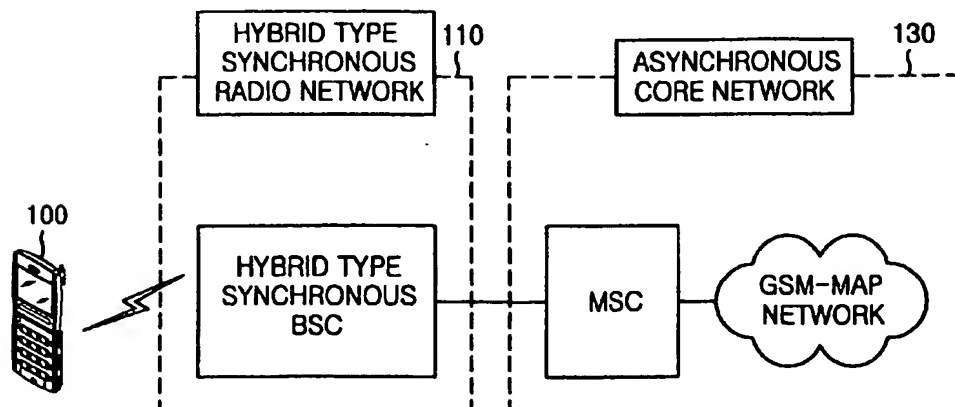 HYBRID TYPE
SYNCHRONOUS
RADIO NETWORK
110
ASYNCHRONOUS
CORE NETWORK
130
100
HYBRID TYPE
SYNCHRONOUS
BSC
MSC
GSM-MAP
NETWORK